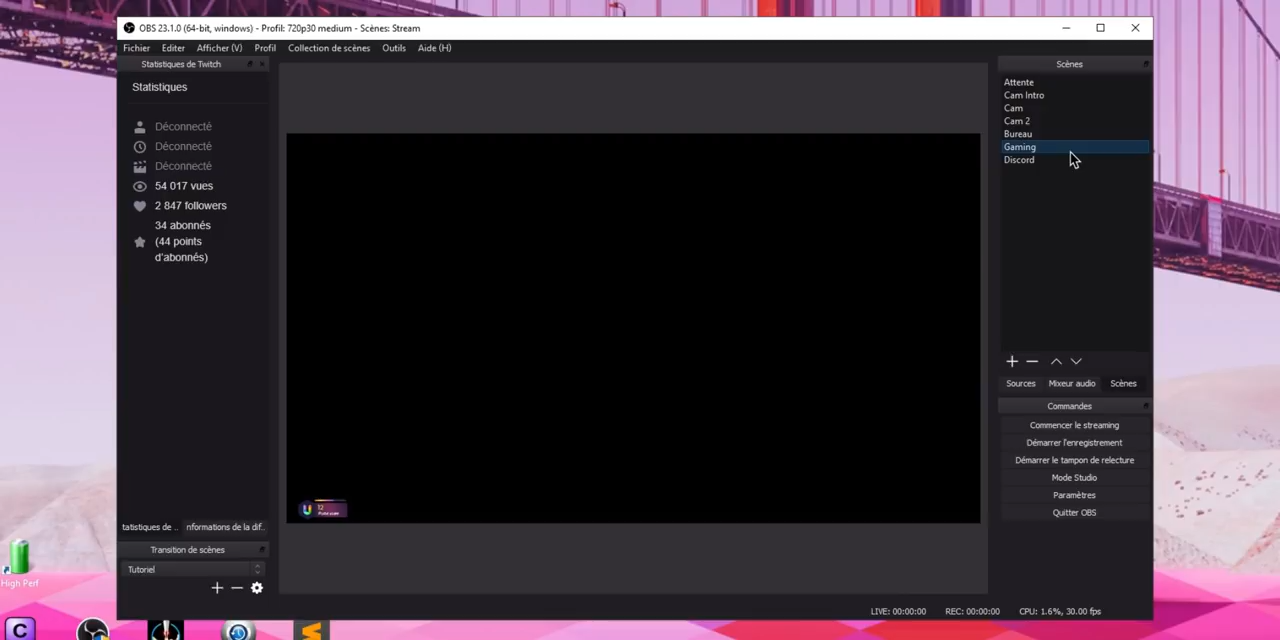 OBS 23.1.0 (64-bit, windows) - Profil: 720p30 medium - Scènes: Stream
Fichier Editer Afficher (V) Profil Collection de scènes Outils Aide (H)
Statistiques de Twitch
Statistiques
Déconnecté
Déconnecté
Déconnecté
54 017 vues
2 847 followers
34 abonnés
(44 points
d'abonnés)
tatistiques de .. nformations de la dif..
Transition de scènes
Tutoriel
Scènes
Attente
Cam Intro
Cam
Cam 2
Bureau
Gaming
Discord
Sources Mixeur audio Scènes
Commandes
Commencer le streaming
Démarrer l'enregistrement
Démarrer le tampon de relecture
Mode Studio
Paramètres
Quitter OBS
LIVE: 00:00:00 REC: 00:00:00 CPU: 1.6%, 30.00 fps
High Perf
C